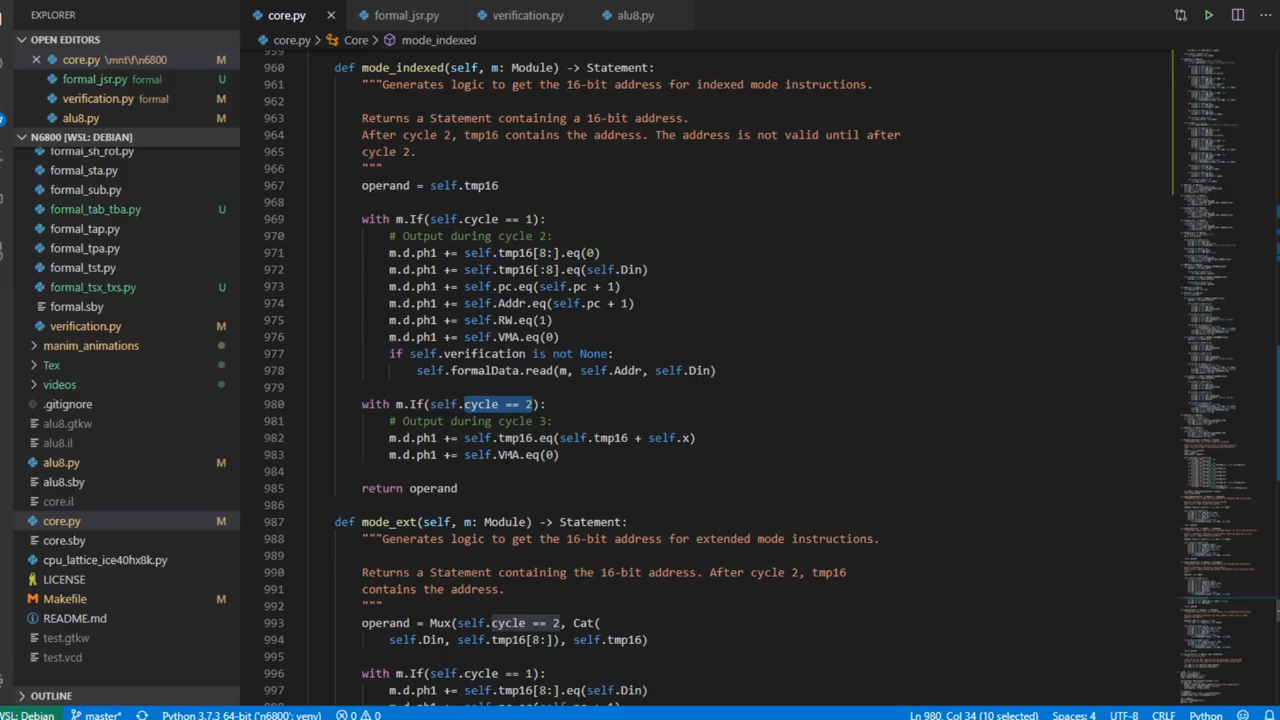 EXPLORER
OPEN EDITORS
core.py \mnt\f\n6800 M
formal_jsr.py formal U
verification.py formal M
alu8.py M
N6800 [WSL: DEBIAN]
formal_sh_rot.py
formal_sta.py
formal_sub.py
formal_tab_tba.py U
formal_tap.py
formal_tpa.py
formal_tst.py
formal_tsx_txs.py U
formal.sby
verification.py M
manim_animations
Tex
videos
.gitignore
alu8.gtkw
alu8.il
alu8.py M
alu8.sby
core.il
core.py M
core.sby
cpu_lattice_ice40hx8k.py
LICENSE
Makefile M
README.md
test.gtkw
test.vcd
OUTLINE
core.py formal_jsr.py verification.py alu8.py
core.py > Core > mode_indexed
959
960 def mode_indexed(self, m: Module) -> Statement:
961 """Generates logic to get the 16-bit address for indexed mode instructions.
962
963 Returns a Statement containing a 16-bit address.
964 After cycle 2, tmp16 contains the address. The address is not valid until after
965 cycle 2.
966 """
967 operand = self.tmp16
968
969 with m.If(self.cycle == 1):
970 # Output during cycle 2:
971 m.d.ph1 += self.tmp16[8:].eq(0)
972 m.d.ph1 += self.tmp16[:8].eq(self.Din)
973 m.d.ph1 += self.pc.eq(self.pc + 1)
974 m.d.ph1 += self.Addr.eq(self.pc + 1)
975 m.d.ph1 += self.RW.eq(1)
976 m.d.ph1 += self.VMA.eq(0)
977 if self.verification is not None:
978 self.formalData.read(m, self.Addr, self.Din)
979
980 with m.If(self.cycle == 2):
981 # Output during cycle 3:
982 m.d.ph1 += self.tmp16.eq(self.tmp16 + self.x)
983 m.d.ph1 += self.VMA.eq(0)
984
985 return operand
986
987 def mode_ext(self, m: Module) -> Statement:
988 """Generates logic to get the 16-bit address for extended mode instructions.
989
990 Returns a Statement containing the 16-bit address. After cycle 2, tmp16
991 contains the address.
992 """
993 operand = Mux(self.cycle == 2, Cat(
994 self.Din, self.tmp16[8:]), self.tmp16)
995
996 with m.If(self.cycle == 1):
997 m.d.ph1 += self.tmp16[8:].eq(self.Din)
WSL: Debian master* Python 3.7.3 64-bit ('n6800': venv) 0 0 Ln 980, Col 34 (10 selected) Spaces: 4 UTF-8 CRLF Python